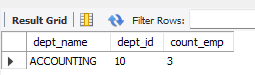 Result Grid Filter Rows:
dept_name dept_id count_emp
ACCOUNTING 10 3